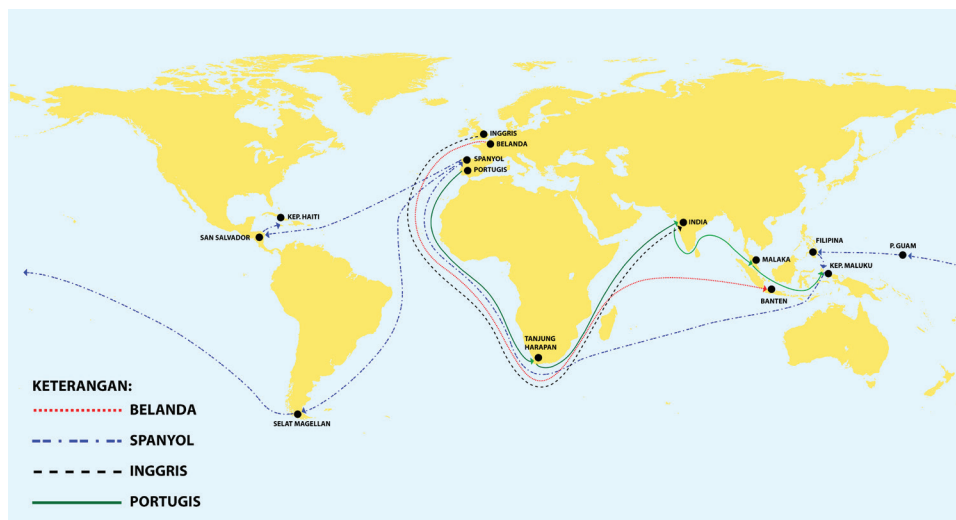 INGGRIS
BELANDA
SPANYOL
PORTUGIS
KEP. HAITI
SAN SALVADOR
INDIA
FILIPINA
P. GUAM
MALAKA
KEP. MALUKU
BANTEN
TANJUNG
HARAPAN
SELAT MAGELLAN
KETERANGAN:
BELANDA
SPANYOL
INGGRIS
PORTUGIS